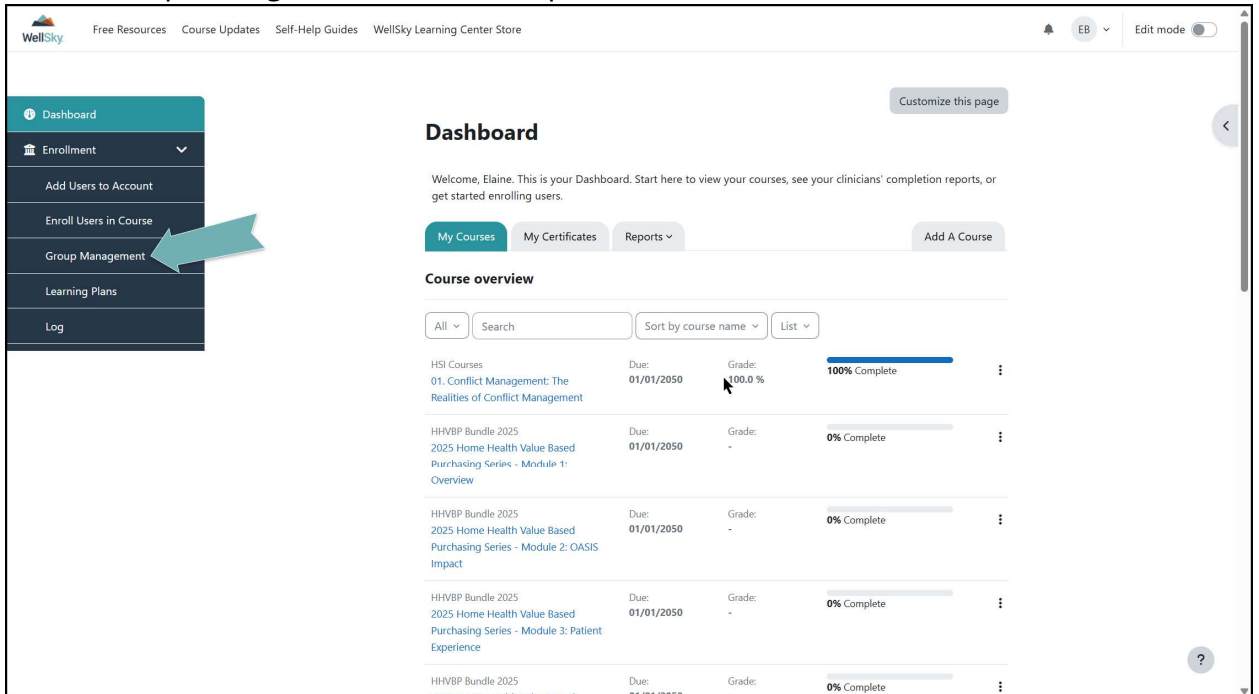 WellSky
Free Resources Course Updates Self-Help Guides WellSky Learning Center Store
EB Edit mode
Customize this page
Dashboard
Enrollment
Add Users to Account
Enroll Users in Course
Group Management
Learning Plans
Log
Dashboard
Welcome, Elaine. This is your Dashboard. Start here to view your courses, see your clinicians' completion reports, or
get started enrolling users.
My Courses My Certificates Reports Add A Course
Course overview
All Search Sort by course name List
HSI Courses Due: Grade:
01. Conflict Management: The 01/01/2050 100.0 % 100% Complete
Realities of Conflict Management
HHVBP Bundle 2025 Due: Grade:
2025 Home Health Value Based 01/01/2050 - 0% Complete
Purchasing Series - Module 1:
Overview
HHVBP Bundle 2025 Due: Grade:
2025 Home Health Value Based 01/01/2050 - 0% Complete
Purchasing Series - Module 2: OASIS
Impact
HHVBP Bundle 2025 Due: Grade:
2025 Home Health Value Based 01/01/2050 - 0% Complete
Purchasing Series - Module 3: Patient
Experience
HHVBP Bundle 2025 Due: Grade:
01/01/2050 0% Complete
?